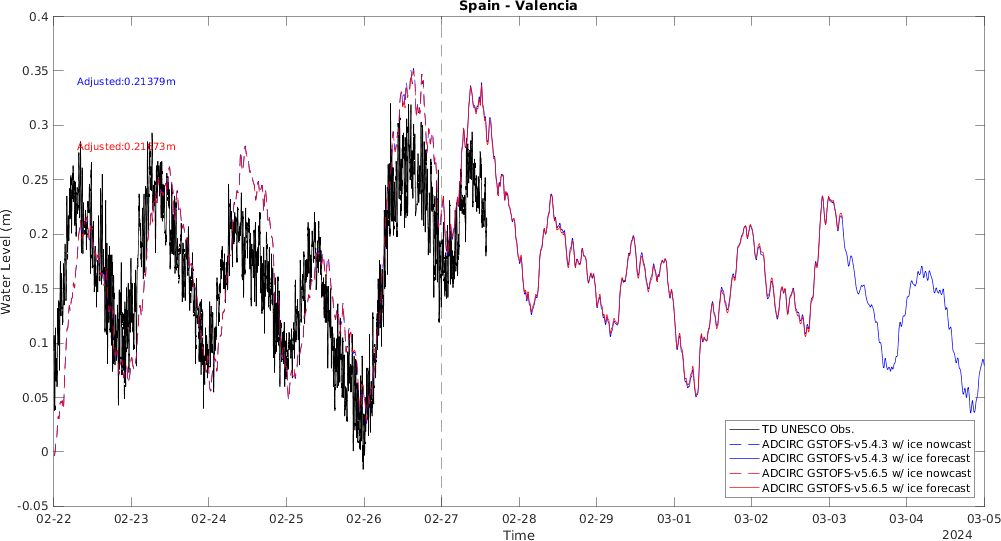 Spain - Valencia
0.4
0.35
0.3
0.25
0.2
0.15
0.1
0.05
0
-0.05
Water Level (m)
Adjusted:0.21379m
Adjusted:0.21673m
TD UNESCO Obs.
ADCIRC GSTOFS-v5.4.3 w/ ice nowcast
ADCIRC GSTOFS-v5.4.3 w/ ice forecast
ADCIRC GSTOFS-v5.6.5 w/ ice nowcast
ADCIRC GSTOFS-v5.6.5 w/ ice forecast
02-22 02-23 02-24 02-25 02-26 02-27 02-28 02-29 03-01 03-02 03-03 03-04 03-05
Time
2024